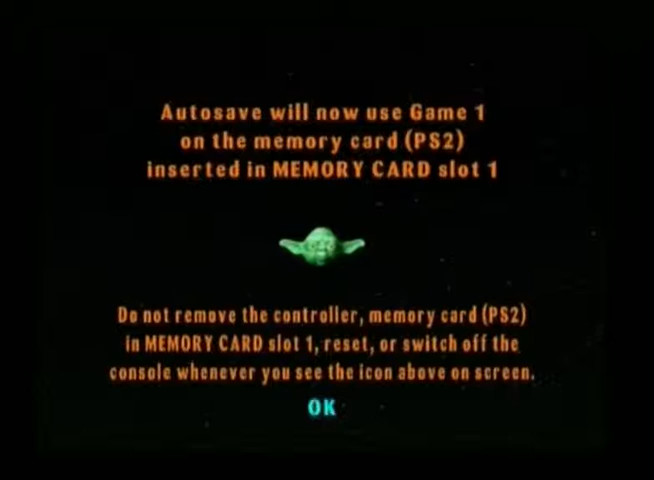 Autosave will now use Game 1
on the memory card (PS2)
inserted in MEMORY CARD slot 1
Do not remove the controller, memory card (PS2)
in MEMORY CARD slot 1, reset, or switch off the
console whenever you see the icon above on screen.
OK